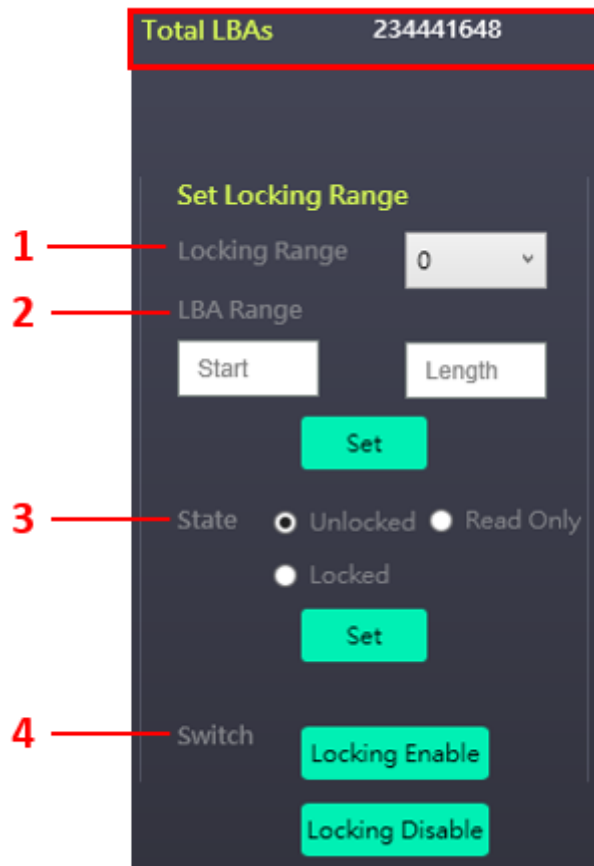 Total LBAs 234441648
Set Locking Range
1 Locking Range 0
2 LBA Range
Start Length
Set
3 State Unlocked Read Only
Locked
Set
4 Switch
Locking Enable
Locking Disable